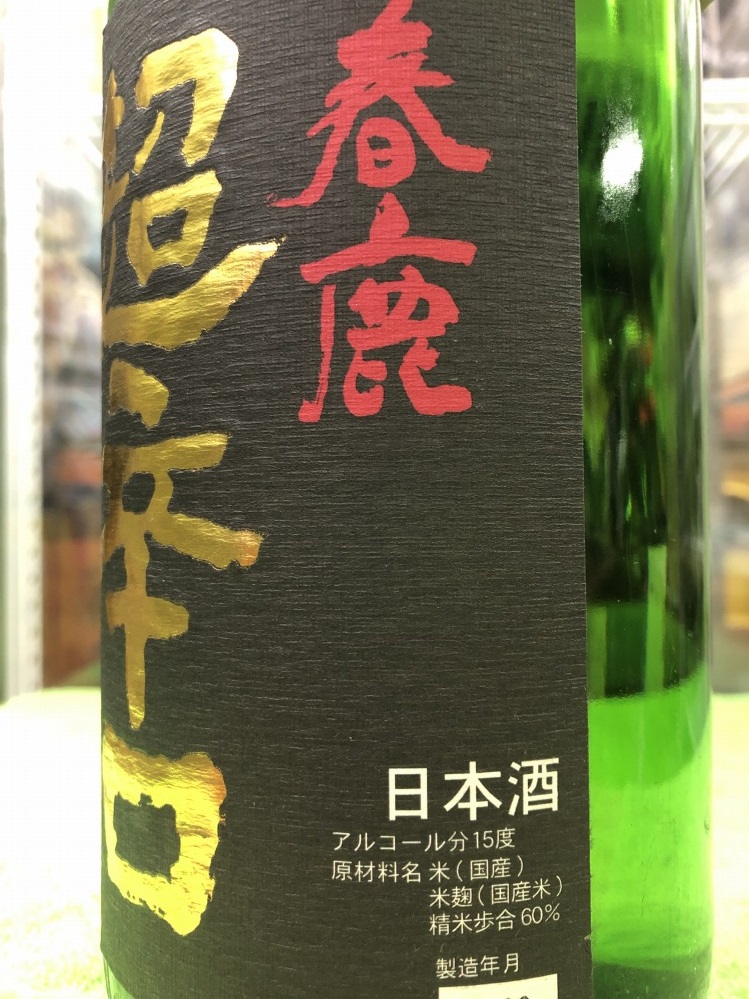 春鹿
超辛口
日本酒
アルコール分15度
原材料名 米(国産)
米麹(国産米)
精米歩合60%
製造年月